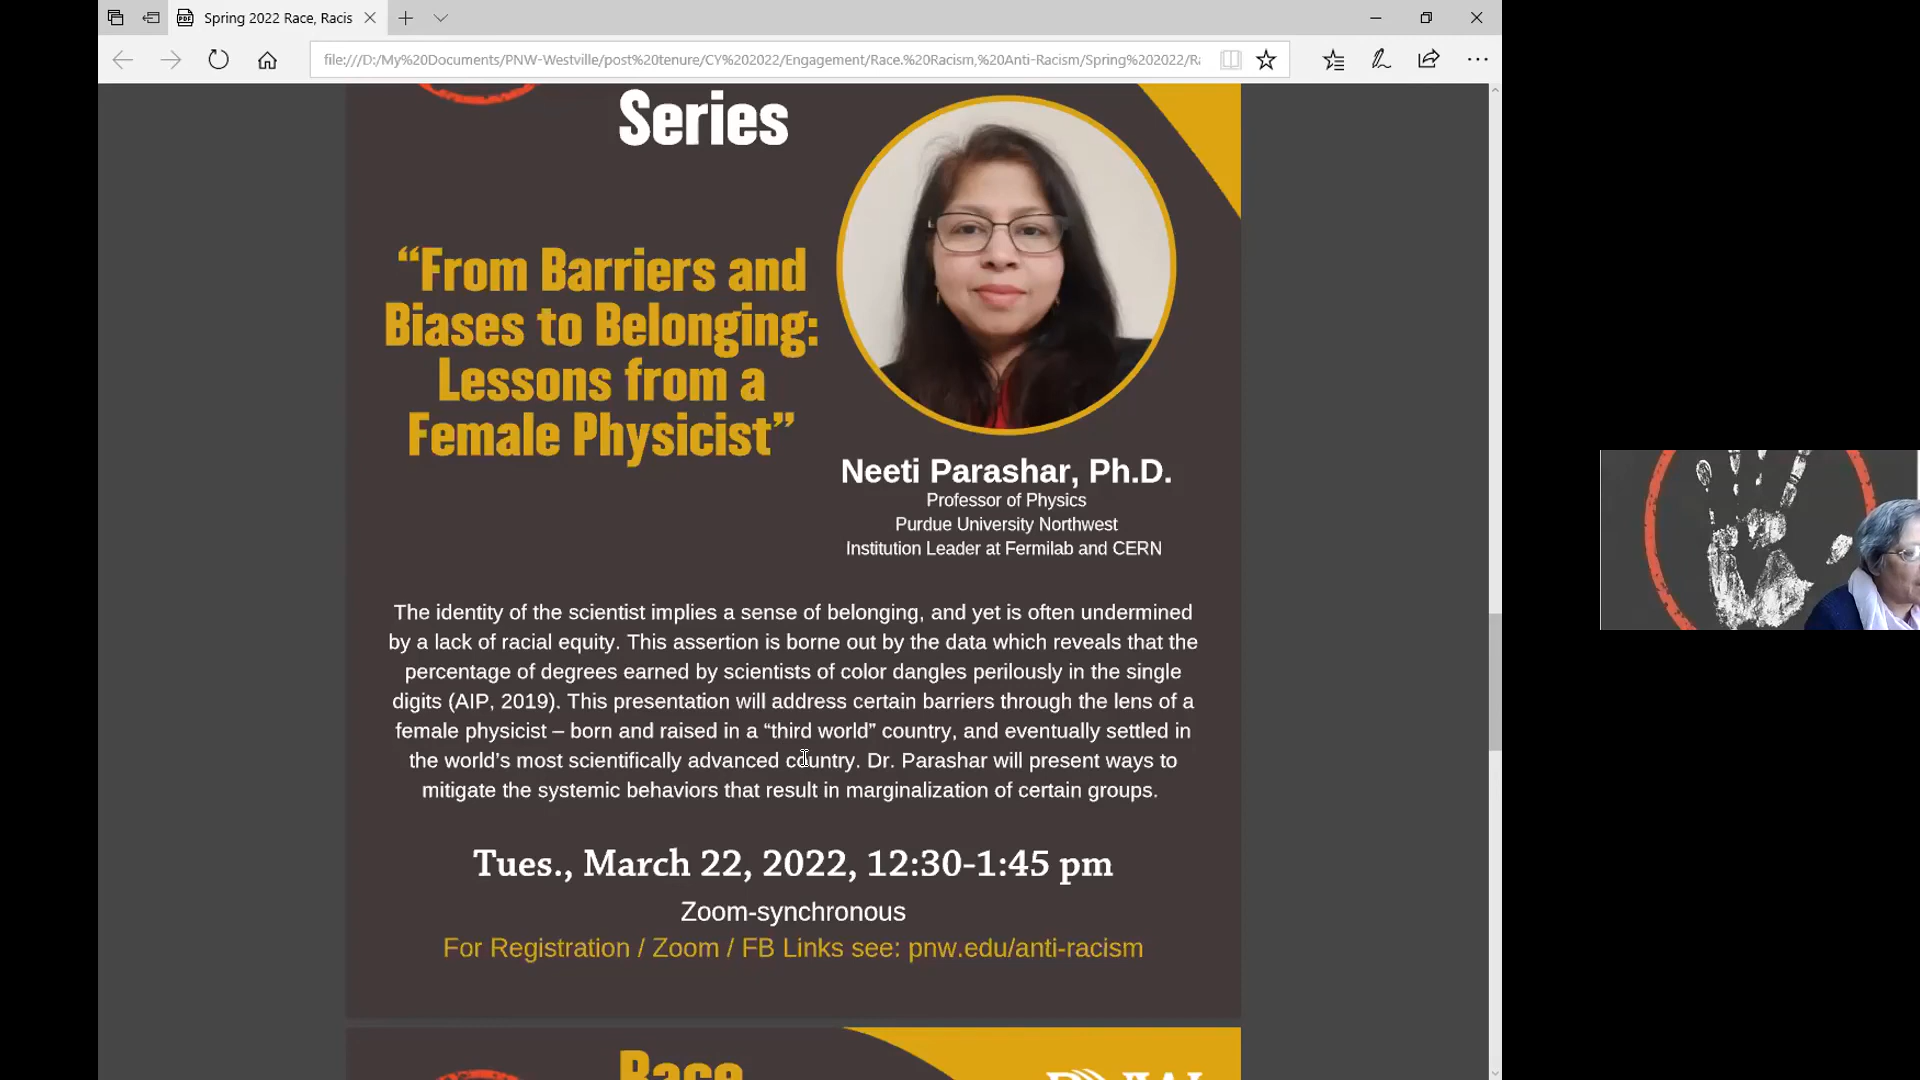 Spring 2022 Race, Racis
file:///D:/My%20Documents/PNW-Westville/post%20tenure/CY%202022/Engagement/Race.%20Racism,%20Anti-Racism/Spring%202022/Ra
Series
“From Barriers and
Biases to Belonging:
Lessons from a
Female Physicist”
Neeti Parashar, Ph.D.
Professor of Physics
Purdue University Northwest
Institution Leader at Fermilab and CERN
The identity of the scientist implies a sense of belonging, and yet is often undermined
by a lack of racial equity. This assertion is borne out by the data which reveals that the
percentage of degrees earned by scientists of color dangles perilously in the single
digits (AIP, 2019). This presentation will address certain barriers through the lens of a
female physicist – born and raised in a “third world” country, and eventually settled in
the world’s most scientifically advanced country. Dr. Parashar will present ways to
mitigate the systemic behaviors that result in marginalization of certain groups.
Tues., March 22, 2022, 12:30-1:45 pm
Zoom-synchronous
For Registration / Zoom / FB Links see: pnw.edu/anti-racism
Race
PNW